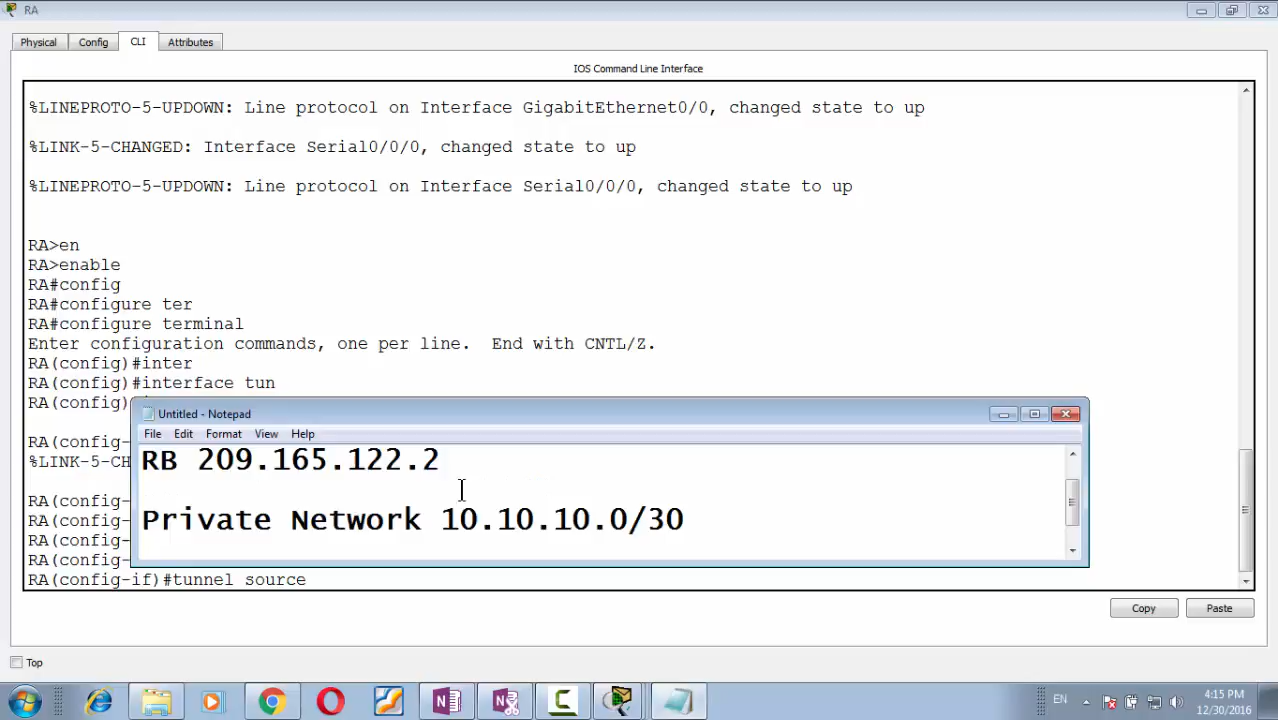 RA
Physical Config CLI Attributes
IOS Command Line Interface
%LINEPROTO-5-UPDOWN: Line protocol on Interface GigabitEthernet0/0, changed state to up
%LINK-5-CHANGED: Interface Serial0/0/0, changed state to up
%LINEPROTO-5-UPDOWN: Line protocol on Interface Serial0/0/0, changed state to up
RA>en
RA>enable
RA#config
RA#configure ter
RA#configure terminal
Enter configuration commands, one per line. End with CNTL/Z.
RA(config)#inter
RA(config)#interface tun
RA(config)
Untitled - Notepad
File Edit Format View Help
RA(config-
RB 209.165.122.2
%LINK-5-CH
RA(config-
RA(config-
Private Network 10.10.10.0/30
RA(config-
RA(config-
RA(config-if)#tunnel source
Copy Paste
Top
EN
4:15 PM
12/30/2016